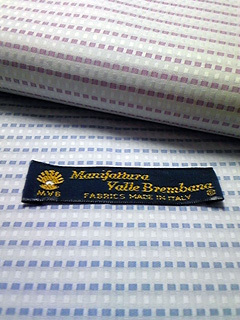 Manifattura
Valle Brembana
MVB
FABRICS MADE IN ITALY